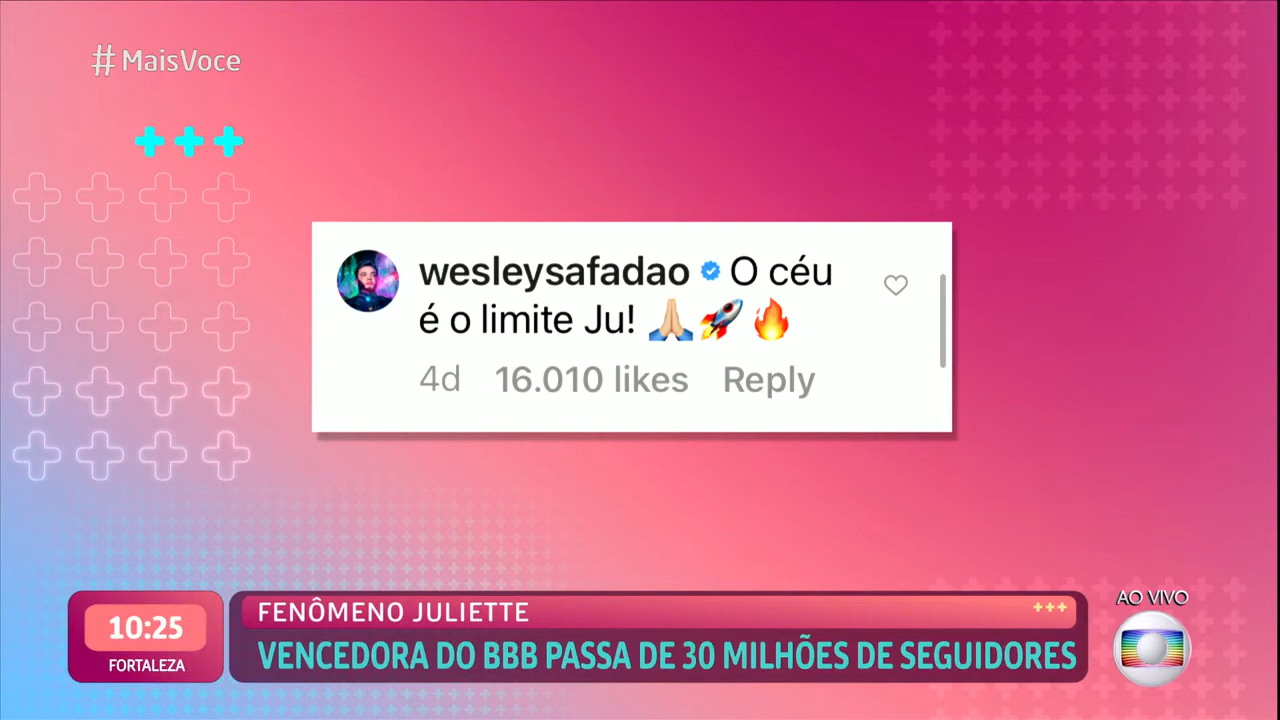 #MaisVoce
wesleysafadao O céu
é o limite Ju! 🙏🏼🚀🔥
4d 16.010 likes Reply
10:25
FORTALEZA
FENÔMENO JULIETTE
VENCEDORA DO BBB PASSA DE 30 MILHÕES DE SEGUIDORES
AO VIVO